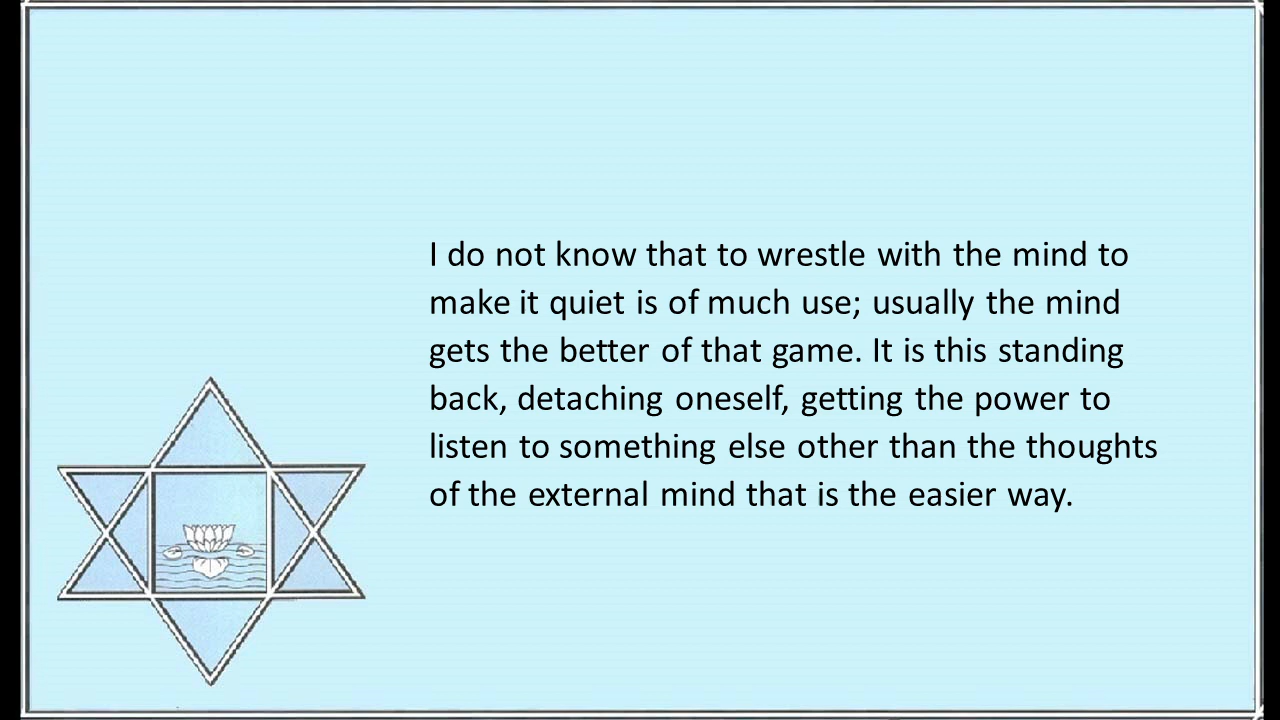 I do not know that to wrestle with the mind to
make it quiet is of much use; usually the mind
gets the better of that game. It is this standing
back, detaching oneself, getting the power to
listen to something else other than the thoughts
of the external mind that is the easier way.